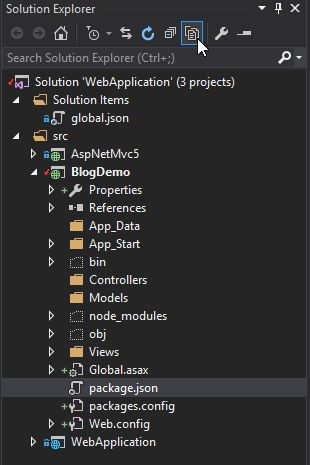 Solution Explorer
Search Solution Explorer (Ctrl+;)
Solution 'WebApplication' (3 projects)
Solution Items
global.json
src
AspNetMvc5
BlogDemo
Properties
References
App_Data
App_Start
bin
Controllers
Models
node_modules
obj
Views
Global.asax
package.json
packages.config
Web.config
WebApplication